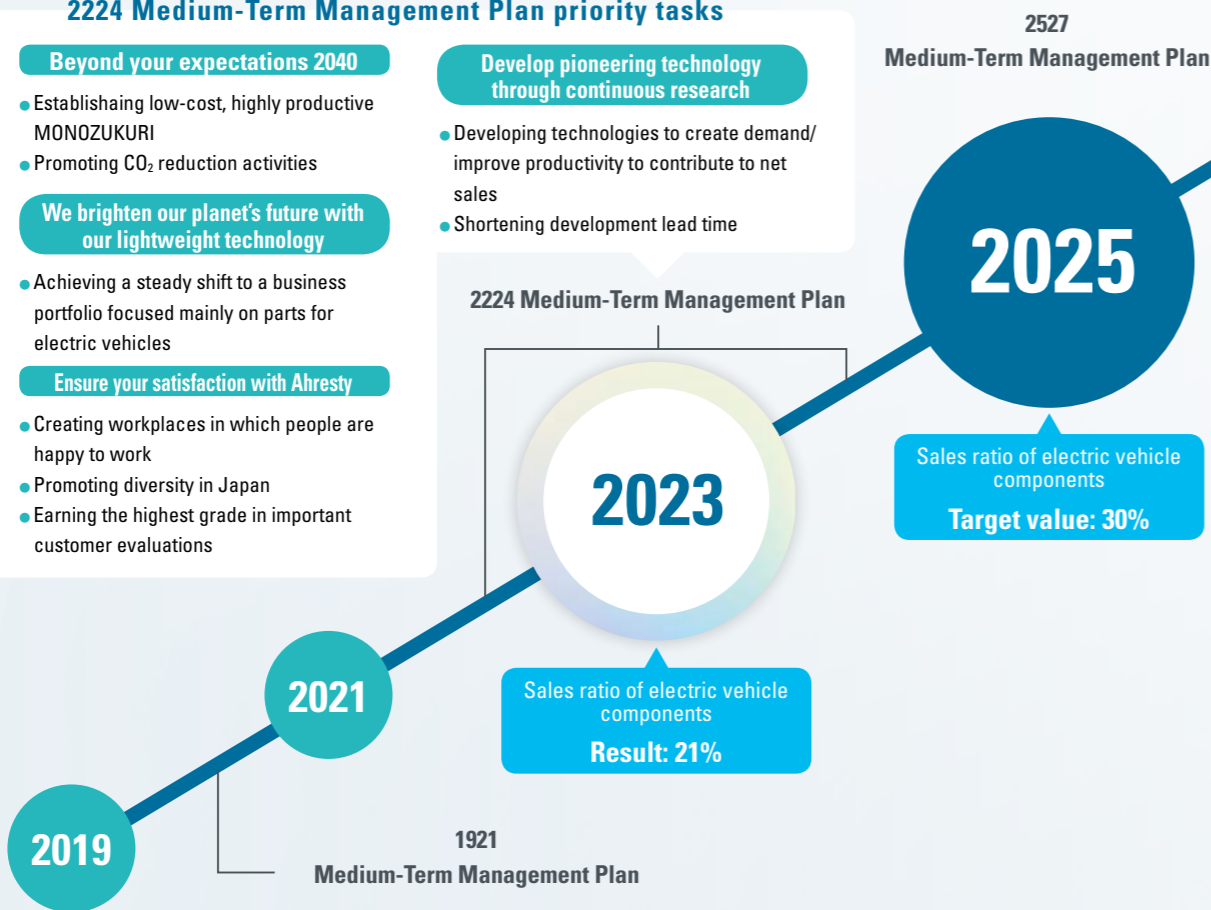 2224 Medium-Term Management Plan priority tasks
Beyond your expectations 2040
● Establishaing low-cost, highly productive
MONOZUKURI
● Promoting CO₂ reduction activities
We brighten our planet's future with
our lightweight technology
● Achieving a steady shift to a business
portfolio focused mainly on parts for
electric vehicles
Ensure your satisfaction with Ahresty
● Creating workplaces in which people are
happy to work
● Promoting diversity in Japan
● Earning the highest grade in important
customer evaluations
Develop pioneering technology
through continuous research
● Developing technologies to create demand/
improve productivity to contribute to net
sales
● Shortening development lead time
2224 Medium-Term Management Plan
2527
Medium-Term Management Plan
2025
Sales ratio of electric vehicle
components
Target value: 30%
2023
Sales ratio of electric vehicle
components
Result: 21%
2021
2019
1921
Medium-Term Management Plan